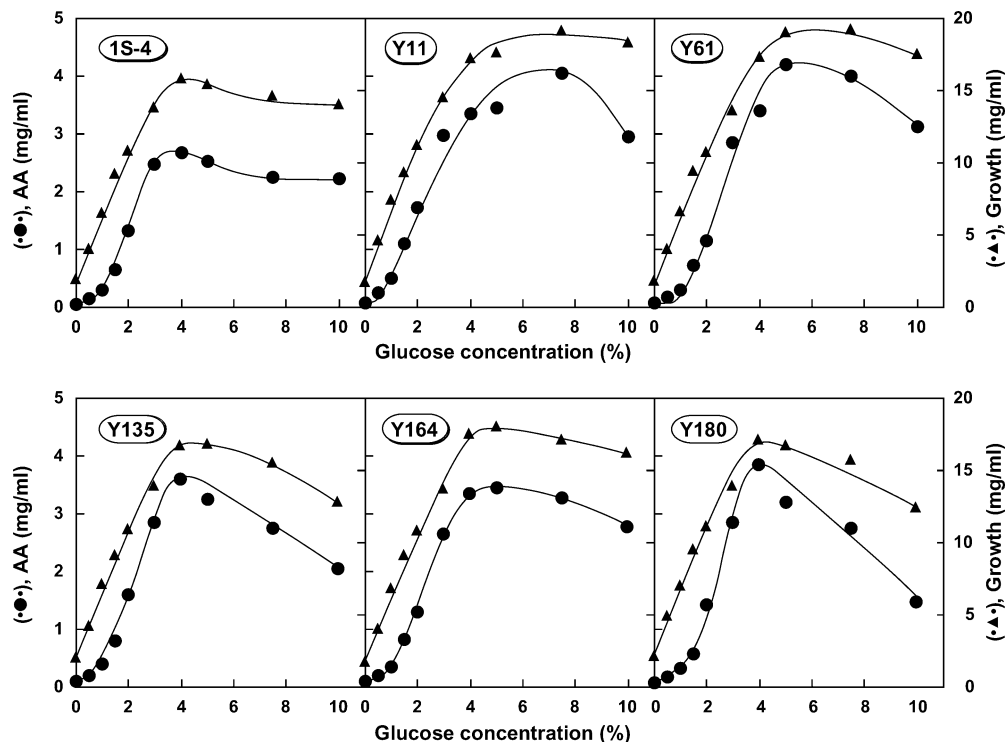 1S-4
Y11
Y61
5
4
3
2
1
0
(·●·), AA (mg/ml)
20
15
10
5
0
(·▲·), Growth (mg/ml)
0 2 4 6 8 10 0 2 4 6 8 10 0 2 4 6 8 10
Glucose concentration (%)
Y135
Y164
Y180
5
4
3
2
1
0
(·●·), AA (mg/ml)
20
15
10
5
0
(·▲·), Growth (mg/ml)
0 2 4 6 8 10 0 2 4 6 8 10 0 2 4 6 8 10
Glucose concentration (%)